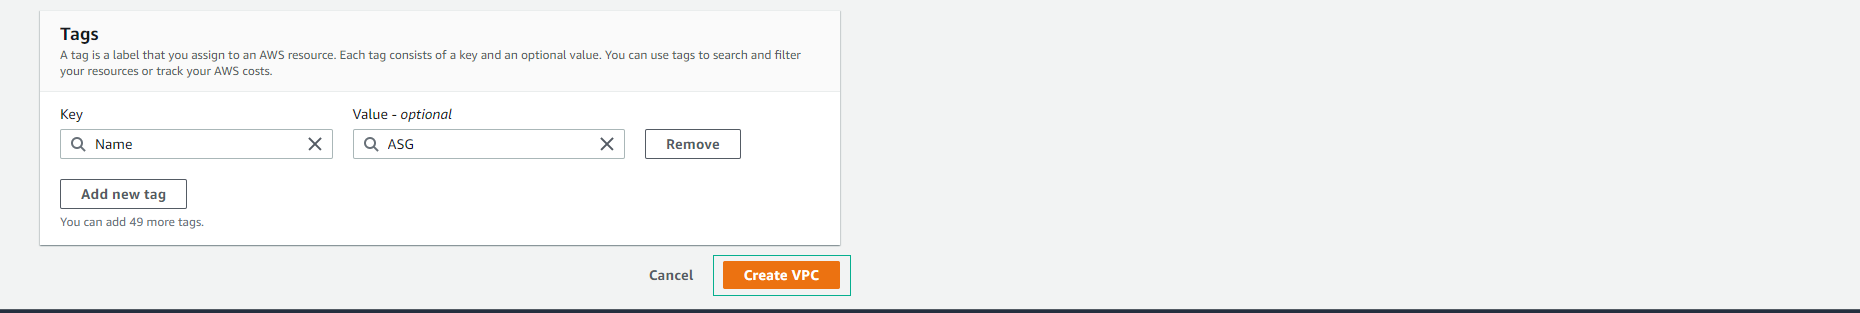 Tags
A tag is a label that you assign to an AWS resource. Each tag consists of a key and an optional value. You can use tags to search and filter
your resources or track your AWS costs.
Key
Value - optional
Name
ASG
Remove
Add new tag
You can add 49 more tags.
Cancel
Create VPC